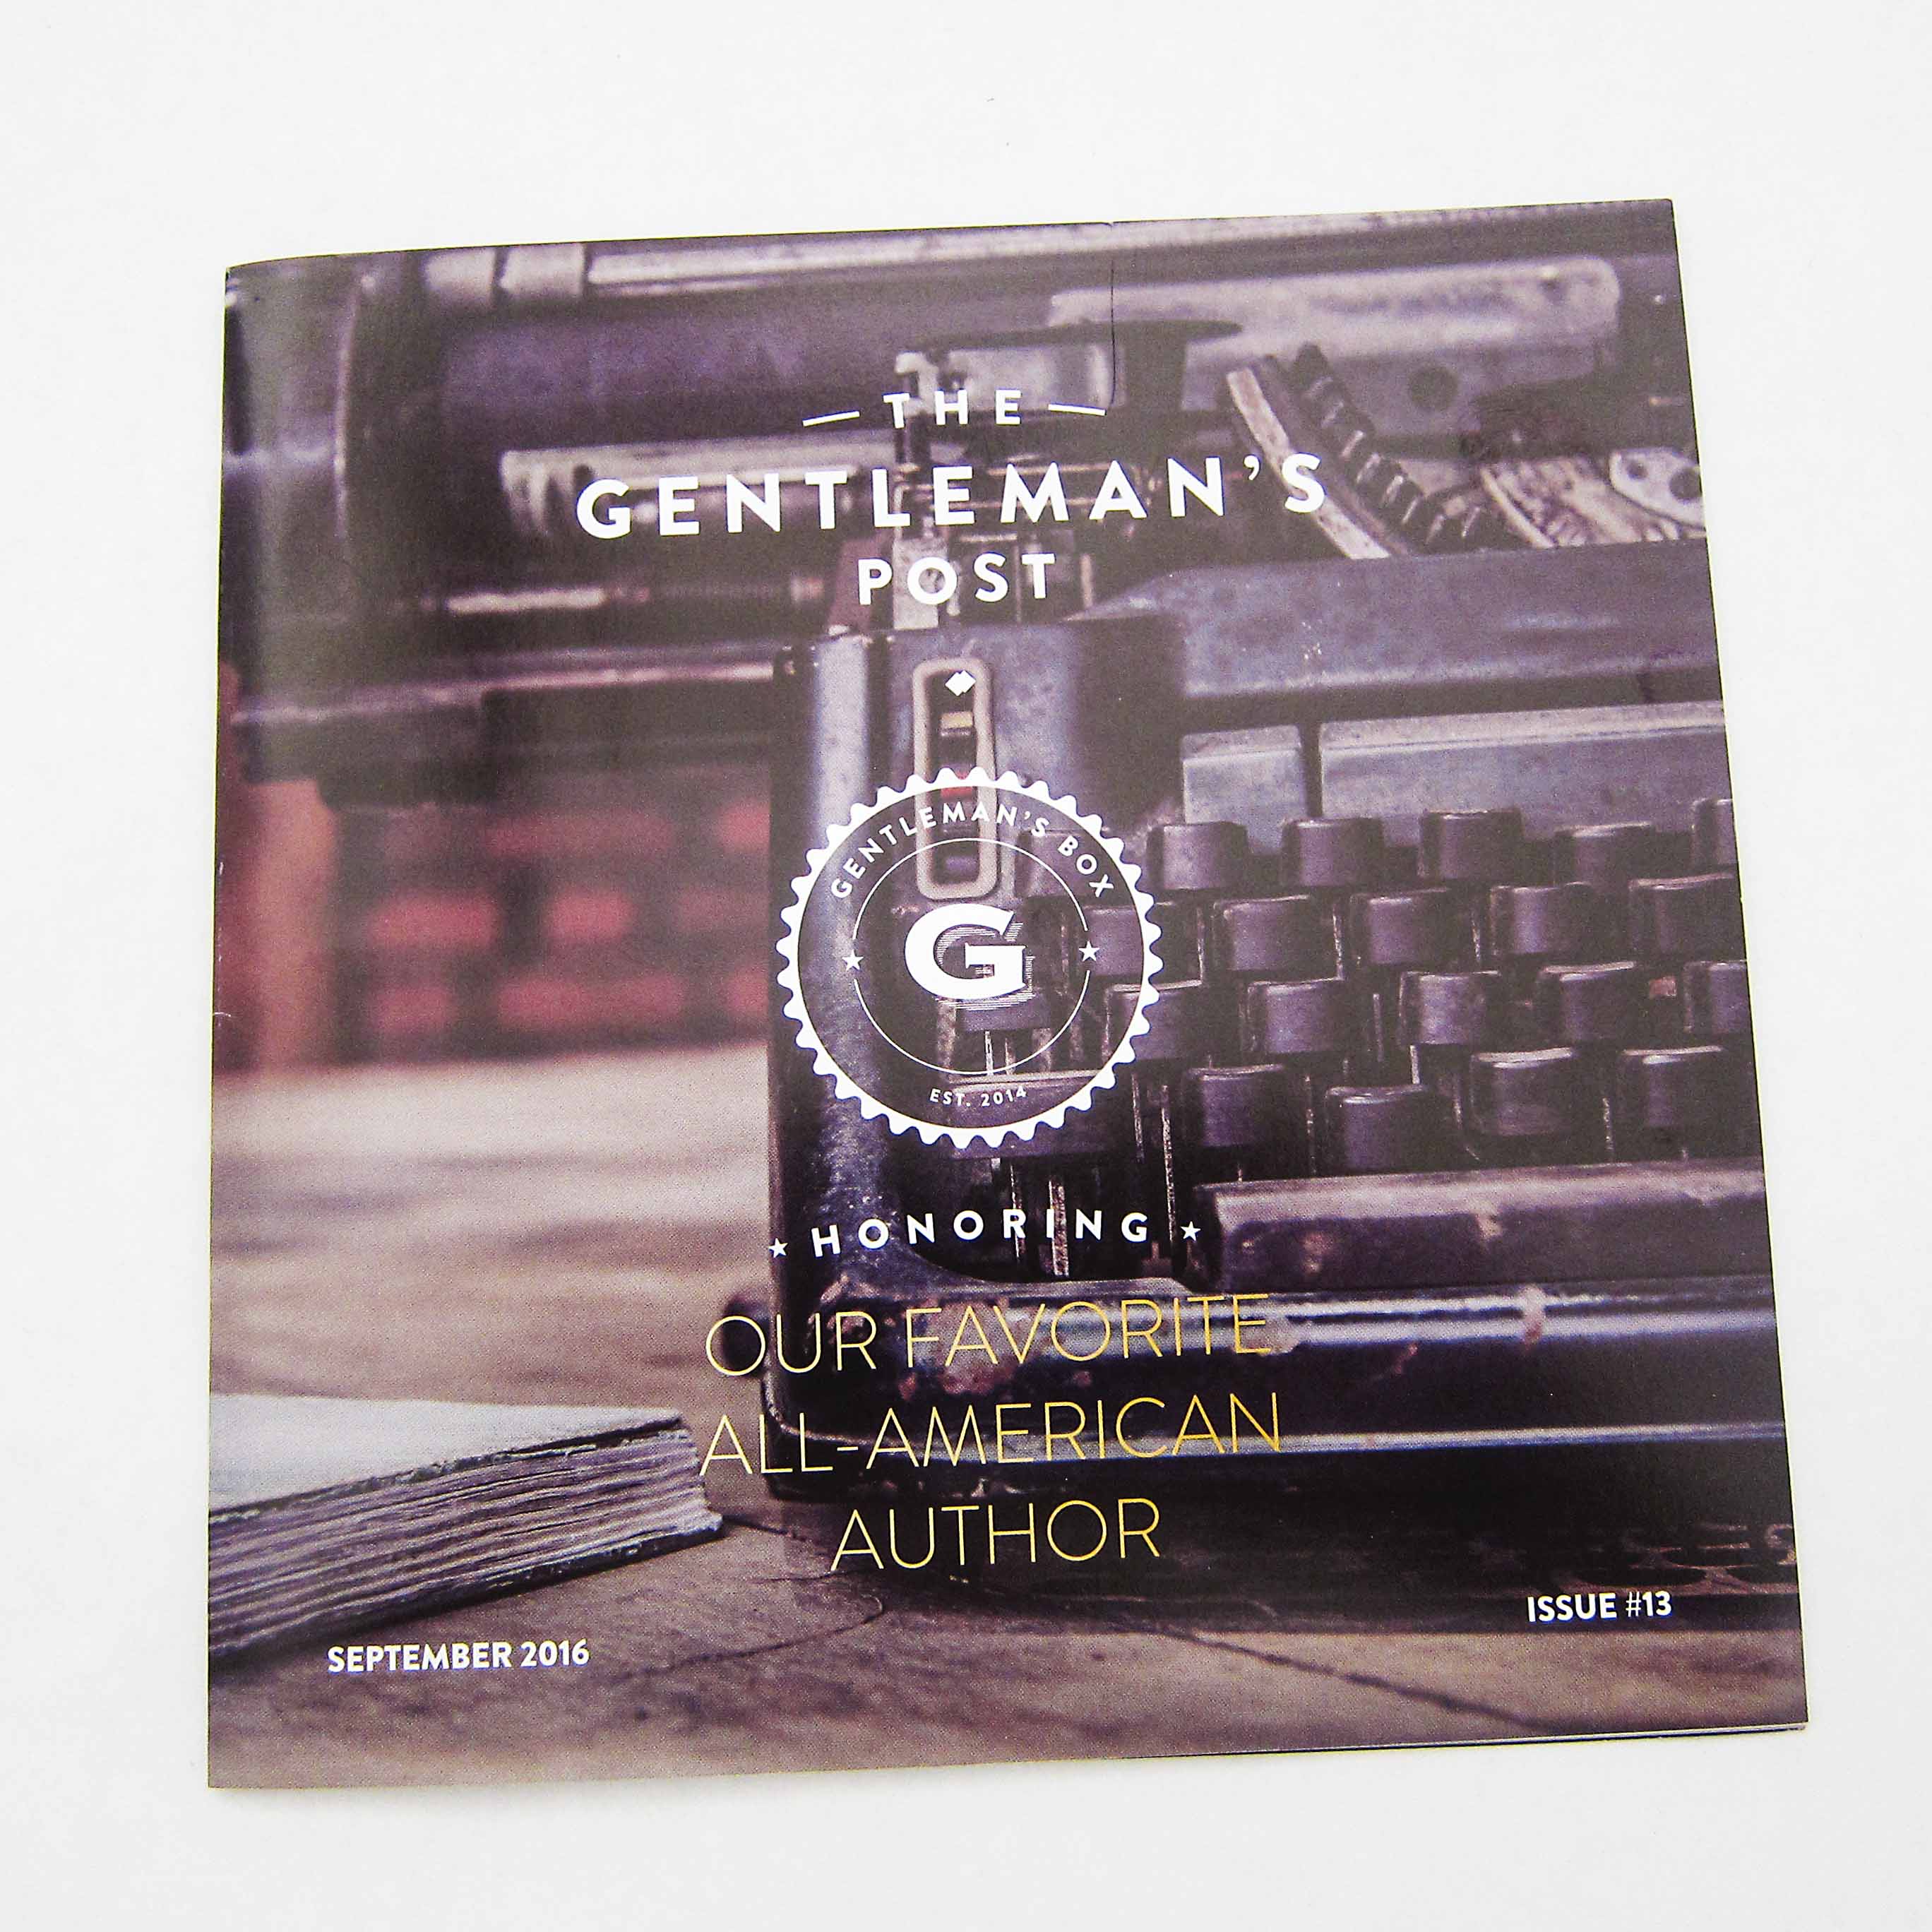 THE
GENTLEMAN'S
POST
GENTLEMAN'S BOX
G
EST. 2014
★ HONORING ★
OUR FAVORITE
ALL-AMERICAN
AUTHOR
ISSUE #13
SEPTEMBER 2016